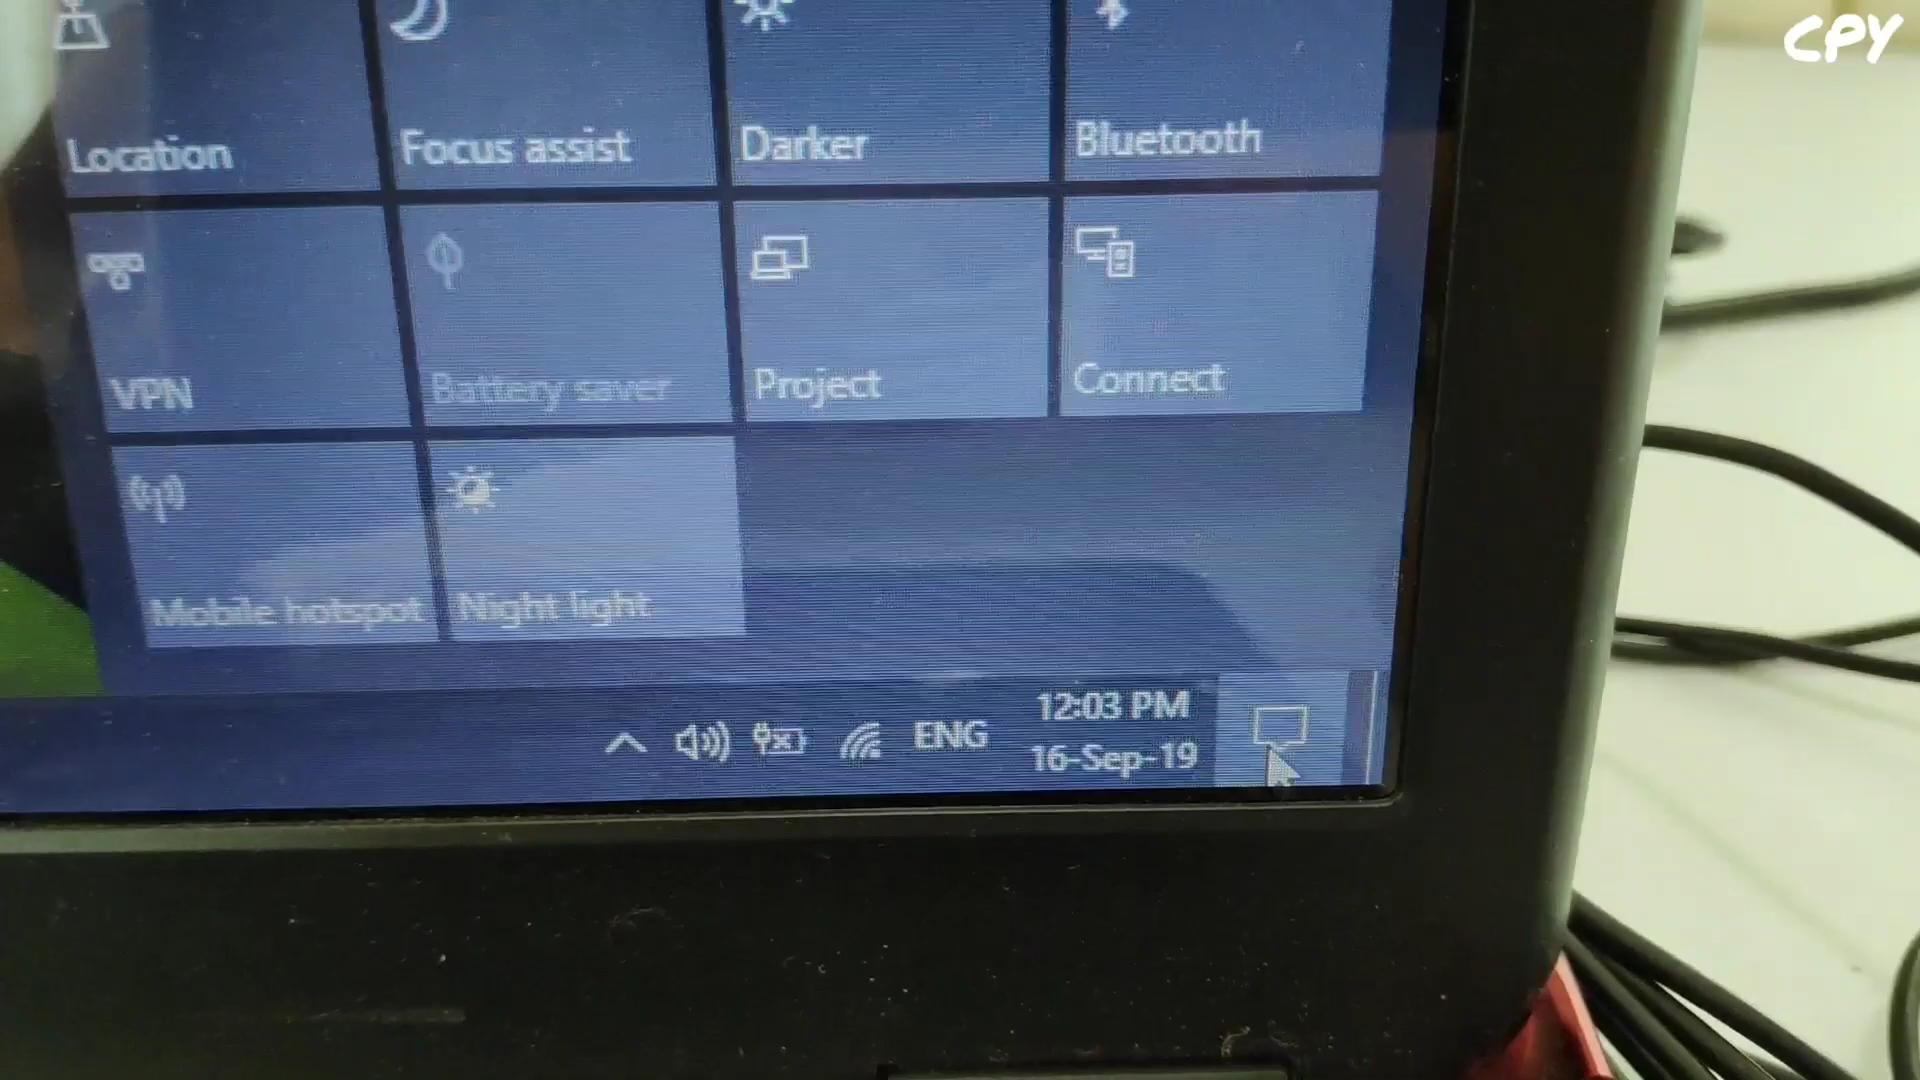 CPY
Location
Focus assist
Darker
Bluetooth
VPN
Battery saver
Project
Connect
Mobile hotspot
Night light
ENG
12:03 PM
16-Sep-19